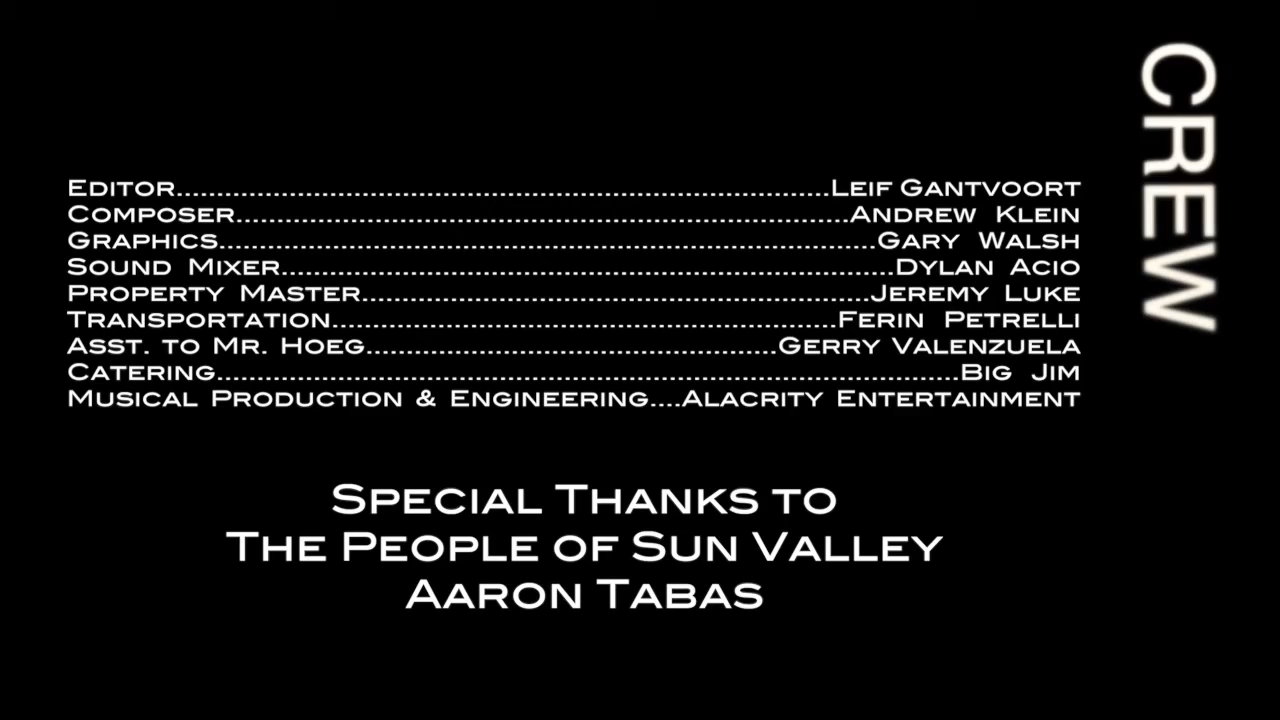 CREW
EDITOR................................................................................LEIF GANTVOORT
COMPOSER...........................................................................ANDREW KLEIN
GRAPHICS................................................................................GARY WALSH
SOUND MIXER...........................................................................DYLAN ACIO
PROPERTY MASTER..............................................................JEREMY LUKE
TRANSPORTATION.............................................................FERIN PETRELLI
ASST. TO MR. HOEG..................................................GERRY VALENZUELA
CATERING...........................................................................................BIG JIM
MUSICAL PRODUCTION & ENGINEERING....ALACRITY ENTERTAINMENT
SPECIAL THANKS TO
THE PEOPLE OF SUN VALLEY
AARON TABAS